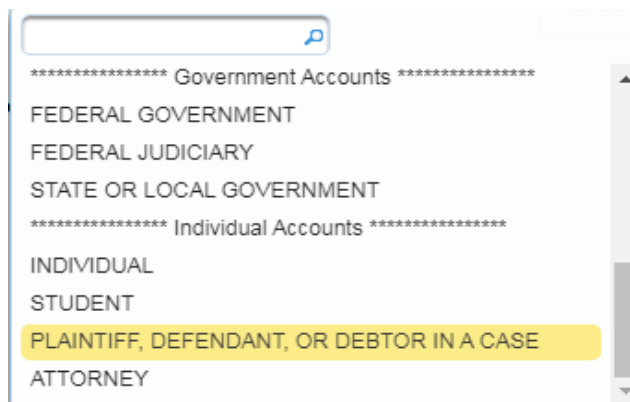 **************** Government Accounts ****************
FEDERAL GOVERNMENT
FEDERAL JUDICIARY
STATE OR LOCAL GOVERNMENT
**************** Individual Accounts ****************
INDIVIDUAL
STUDENT
PLAINTIFF, DEFENDANT, OR DEBTOR IN A CASE
ATTORNEY